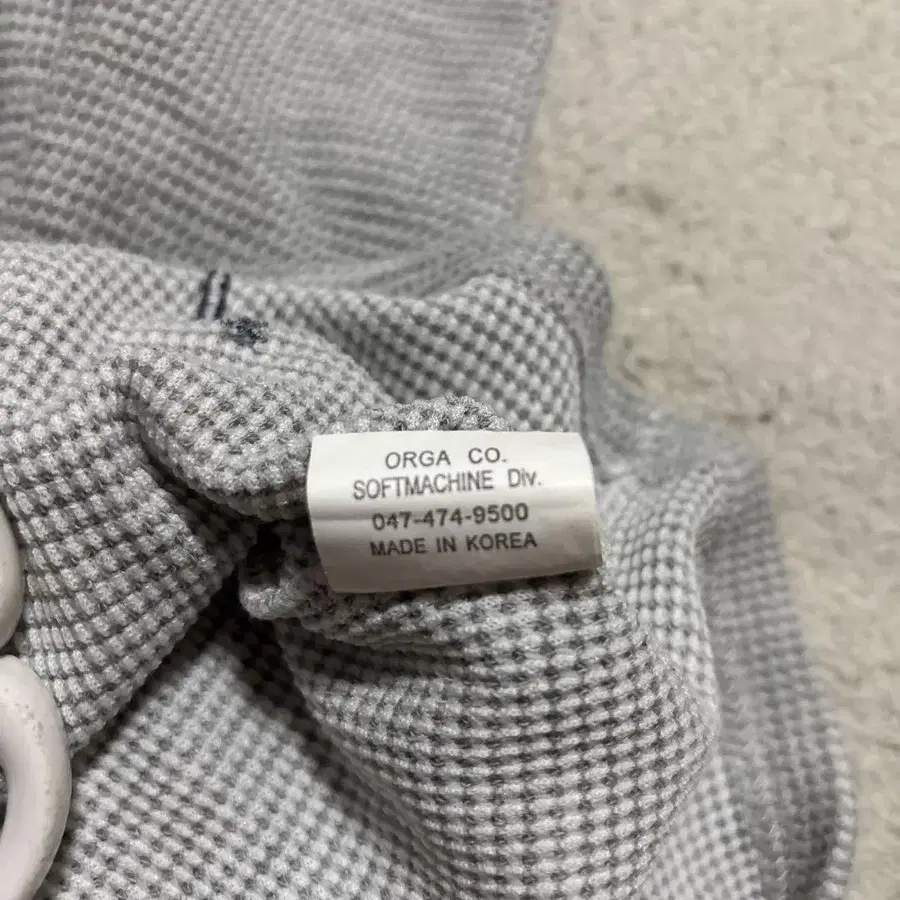 ORGA CO.
SOFTMACHINE Div.
047-474-9500
MADE IN KOREA